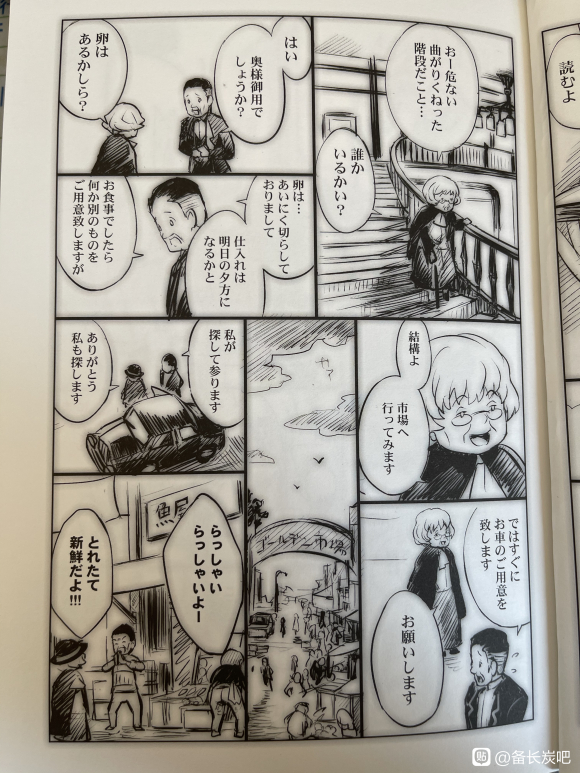 おー危ない
曲がりくねった
階段だこと…
誰か
いるかい？
はい
奥様御用で
しょうか？
卵は
あるかしら？
卵は…
あいにく切らして
おりまして
仕入れは
明日の夕方に
なるかと
お食事でしたら
何か別のものを
ご用意致しますが
結構よ
市場へ
行ってみます
ではすぐに
お車のご用意を
致します
お願いします
ゴールデン市場
私が
探して参ります
ありがとう
私も探します
魚屋
らっしゃい
らっしゃいよー
とれたて
新鮮だよ!!!
読むよ
貼 @备长炭吧